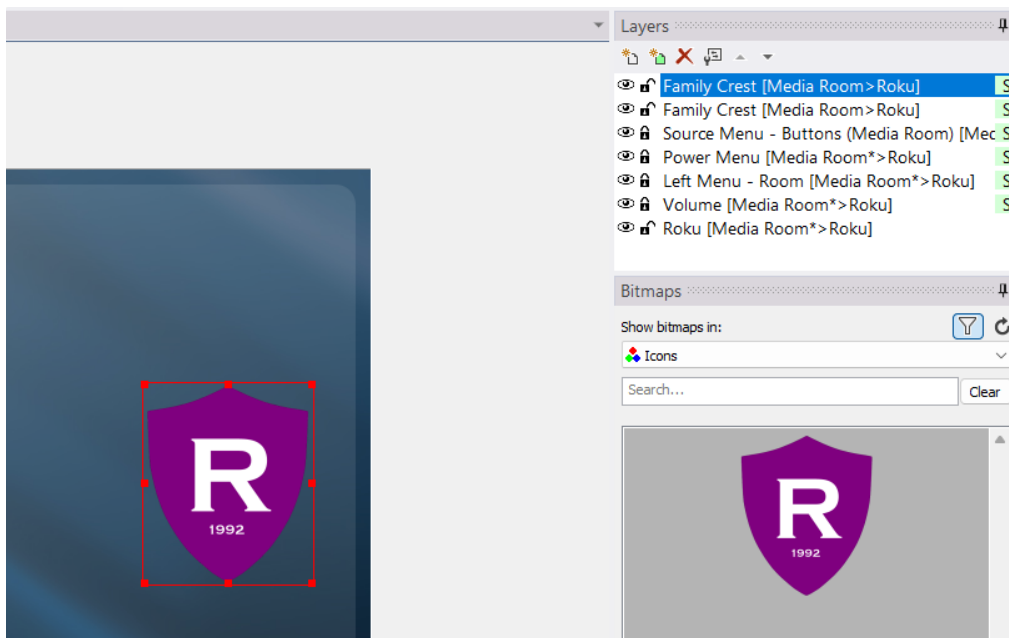 Layers
Family Crest [Media Room>Roku] S
Family Crest [Media Room>Roku] S
Source Menu - Buttons (Media Room) [Med S
Power Menu [Media Room*>Roku] S
Left Menu - Room [Media Room*>Roku] S
Volume [Media Room*>Roku] S
Roku [Media Room*>Roku]
Bitmaps
Show bitmaps in:
Icons
Search...
Clear
R
1992
R
1992